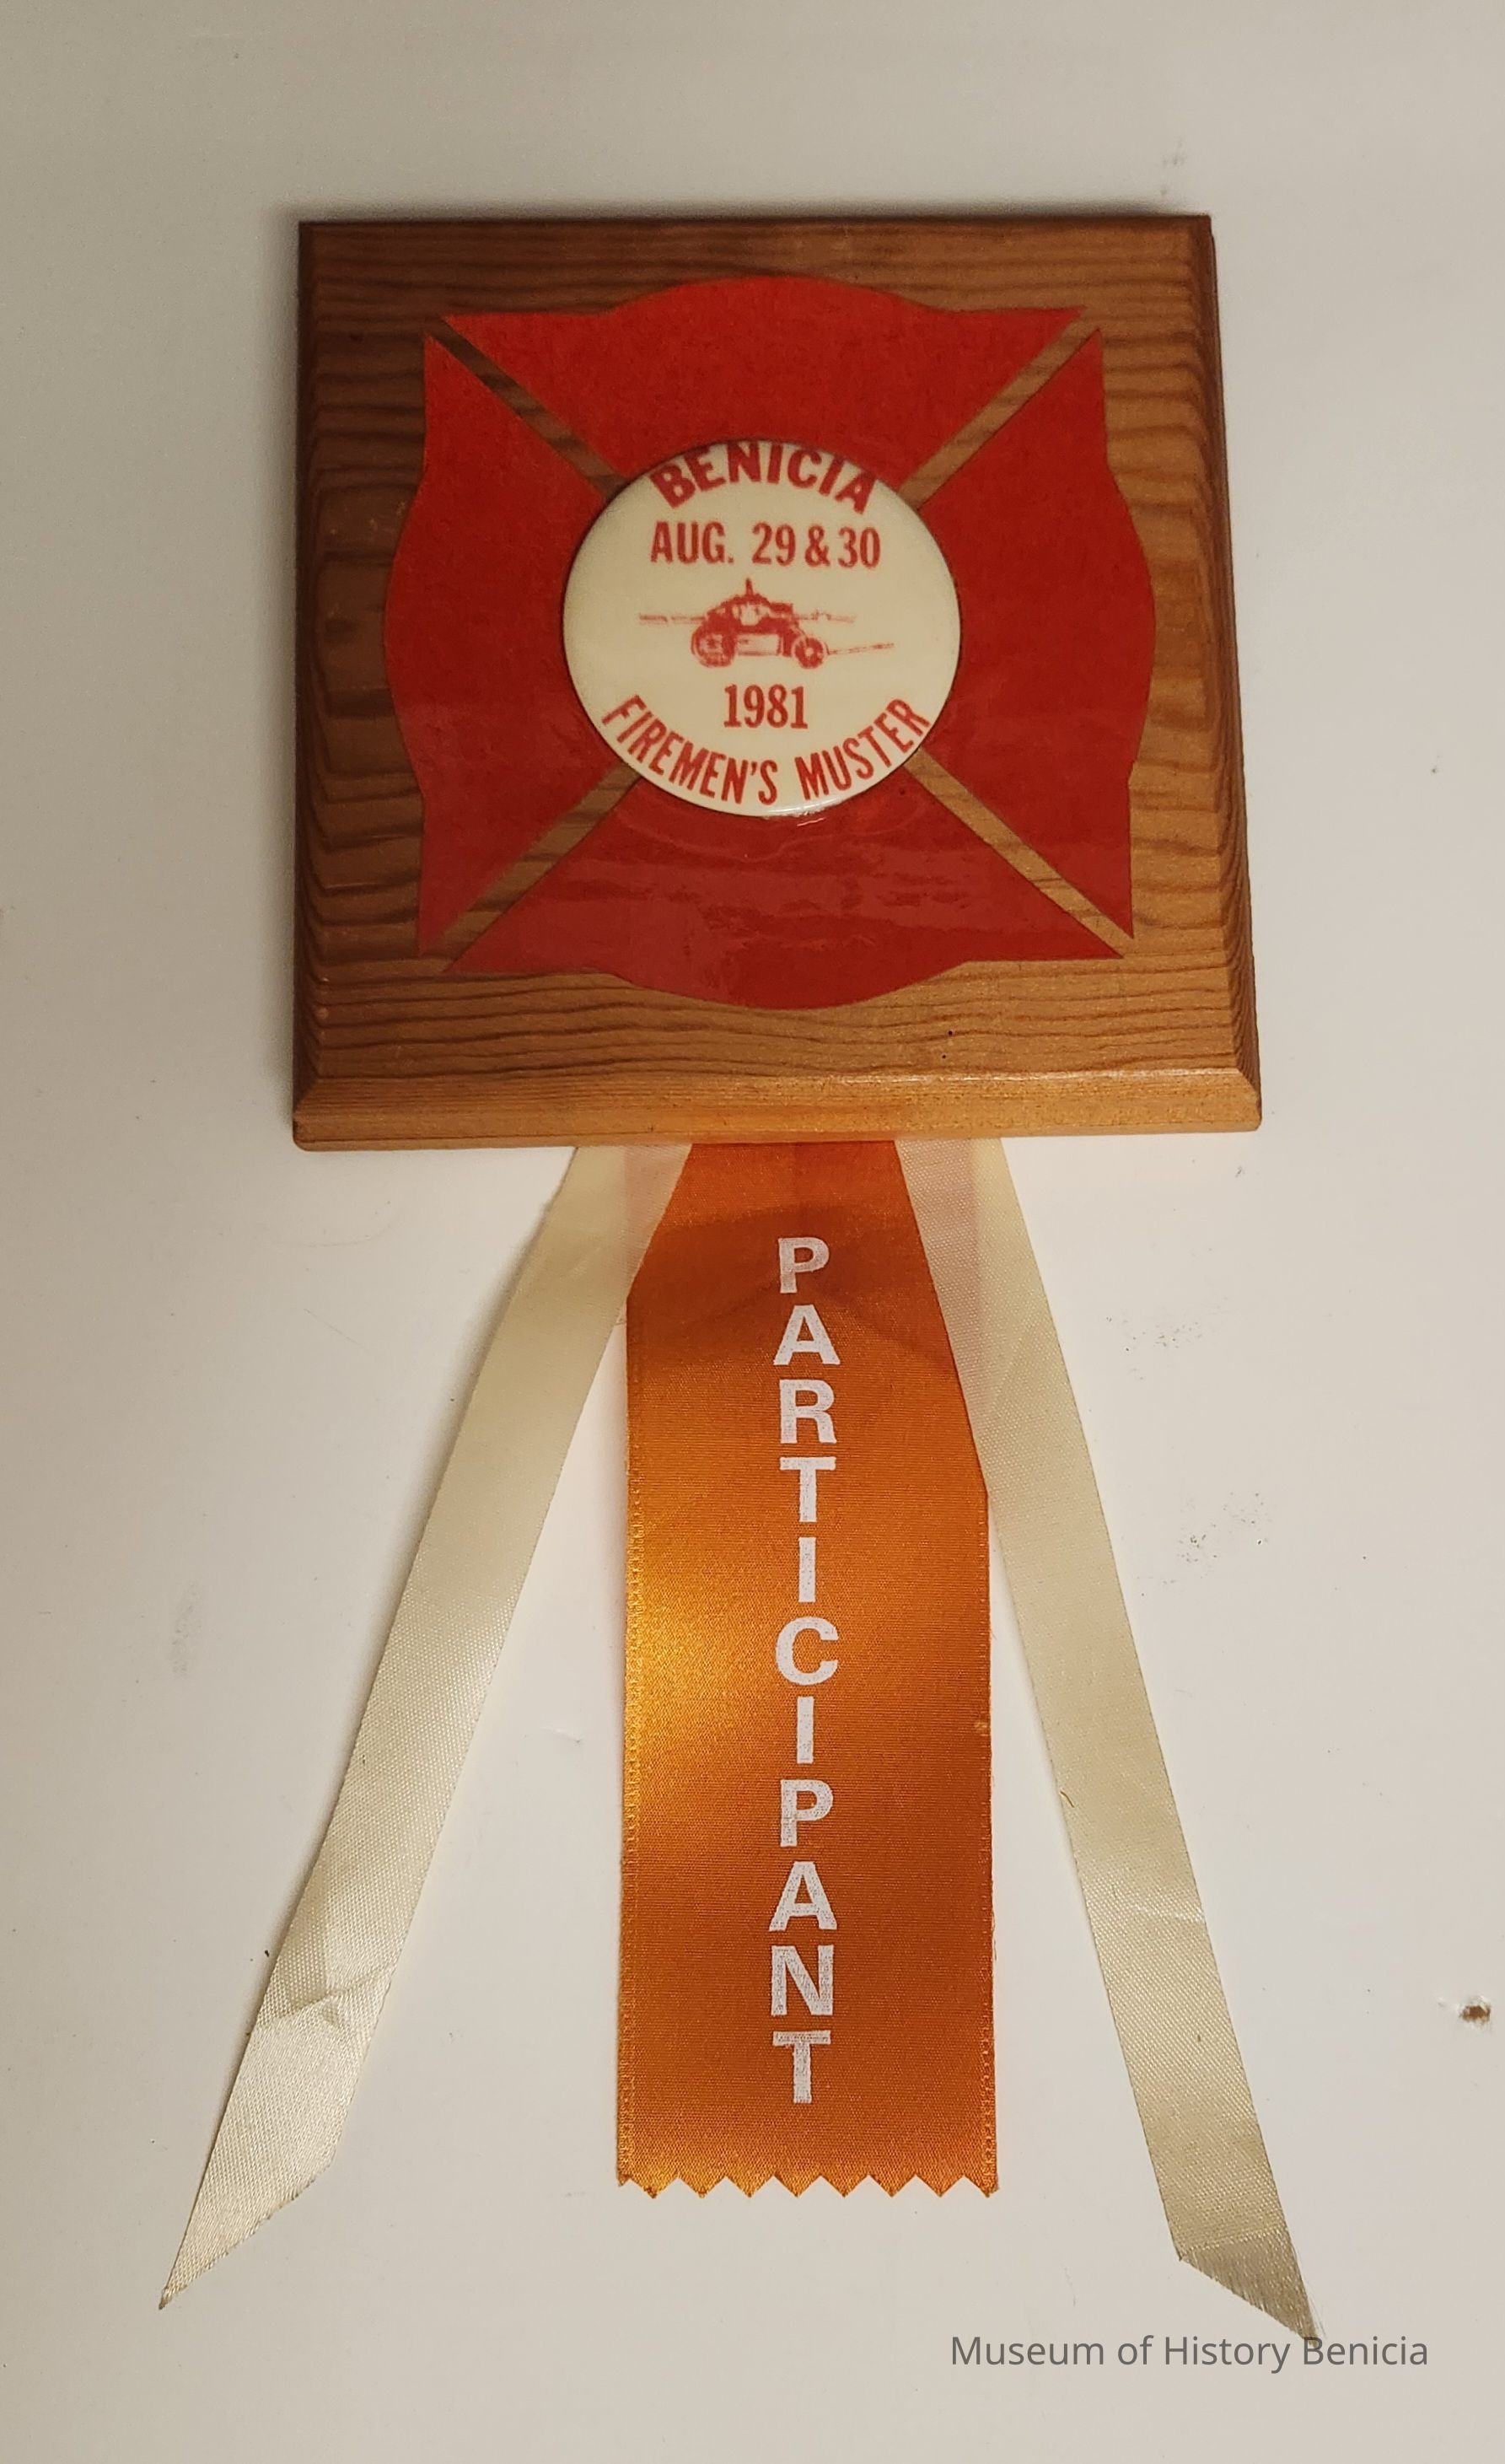 BENICIA
AUG. 29 & 30
1981
FIREMEN'S MUSTER
PARTICIPANT
Museum of History Benicia